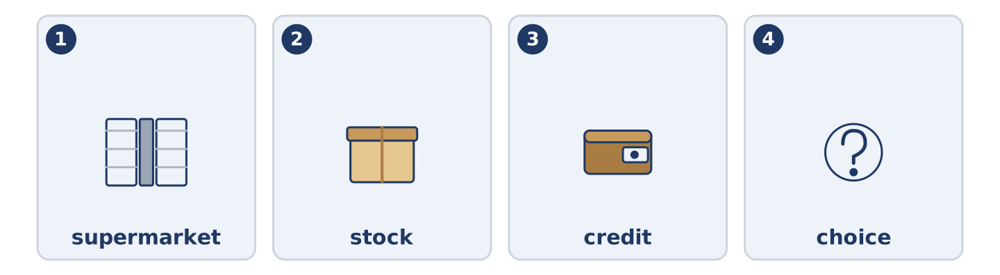 1
supermarket
2
stock
3
credit
4
choice